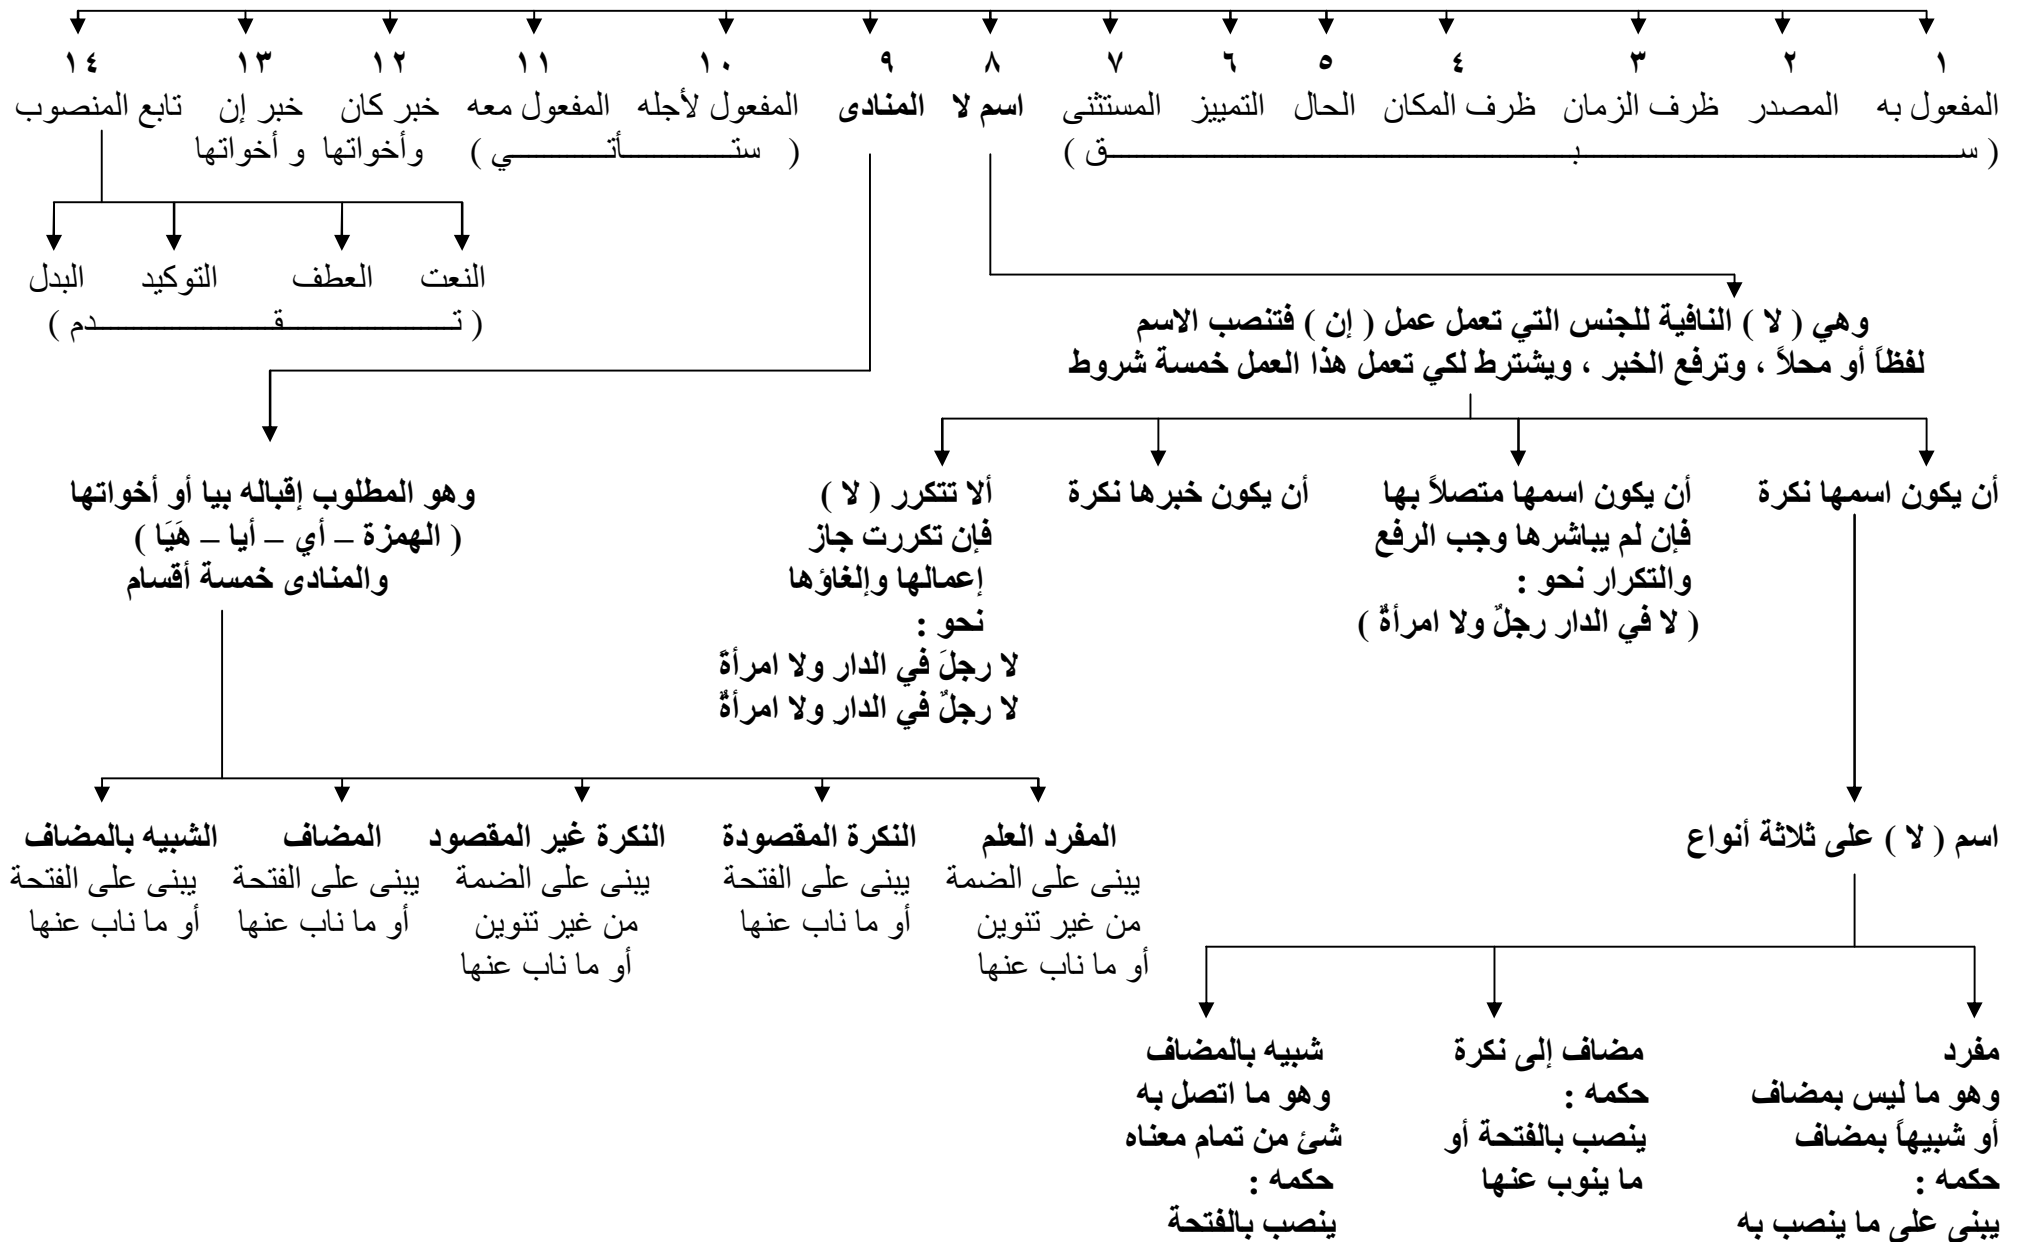 ١ ٢ ٣ ٤ ٥ ٦ ٧ ٨ ٩ ١٠ ١١ ١٢ ١٣ ١٤
المفعول به المصدر ظرف الزمان ظرف المكان الحال التمييز المستثنى اسم لا المنادى المفعول لأجله المفعول معه خبر كان خبر إن تابع المنصوب
( ســبــق ) ( ستــأتــي ) وأخواتها و أخواتها
النعت العطف التوكيد البدل
( تــقــدم )
وهي ( لا ) النافية للجنس التي تعمل عمل ( إن ) فتنصب الاسم
لفظاً أو محلاً ، وترفع الخبر ، ويشترط لكي تعمل هذا العمل خمسة شروط
أن يكون اسمها نكرة
أن يكون اسمها متصلاً بها
فإن لم يباشرها وجب الرفع
والتكرار نحو :
( لا في الدار رجلٌ ولا امرأةٌ )
أن يكون خبرها نكرة
ألا تتكرر ( لا )
فإن تكررت جاز
إعمالها وإلغاؤها
نحو :
لا رجلَ في الدار ولا امرأةَ
لا رجلٌ في الدارِ ولا امرأةٌ
وهو المطلوب إقباله بيا أو أخواتها
( الهمزة – أي – أيا – هَيَا )
والمنادى خمسة أقسام
المفرد العلم
يبنى على الضمة
من غير تنوين
أو ما ناب عنها
النكرة المقصودة
يبنى على الفتحة
أو ما ناب عنها
النكرة غير المقصود
يبنى على الضمة
من غير تنوين
أو ما ناب عنها
المضاف
يبنى على الفتحة
أو ما ناب عنها
الشبيه بالمضاف
يبنى على الفتحة
أو ما ناب عنها
اسم ( لا ) على ثلاثة أنواع
مفرد
وهو ما ليس بمضاف
أو شبيهاً بمضاف
حكمه :
يبنى على ما ينصب به
مضاف إلى نكرة
حكمه :
ينصب بالفتحة أو
ما ينوب عنها
شبيه بالمضاف
وهو ما اتصل به
شئ من تمام معناه
حكمه :
ينصب بالفتحة